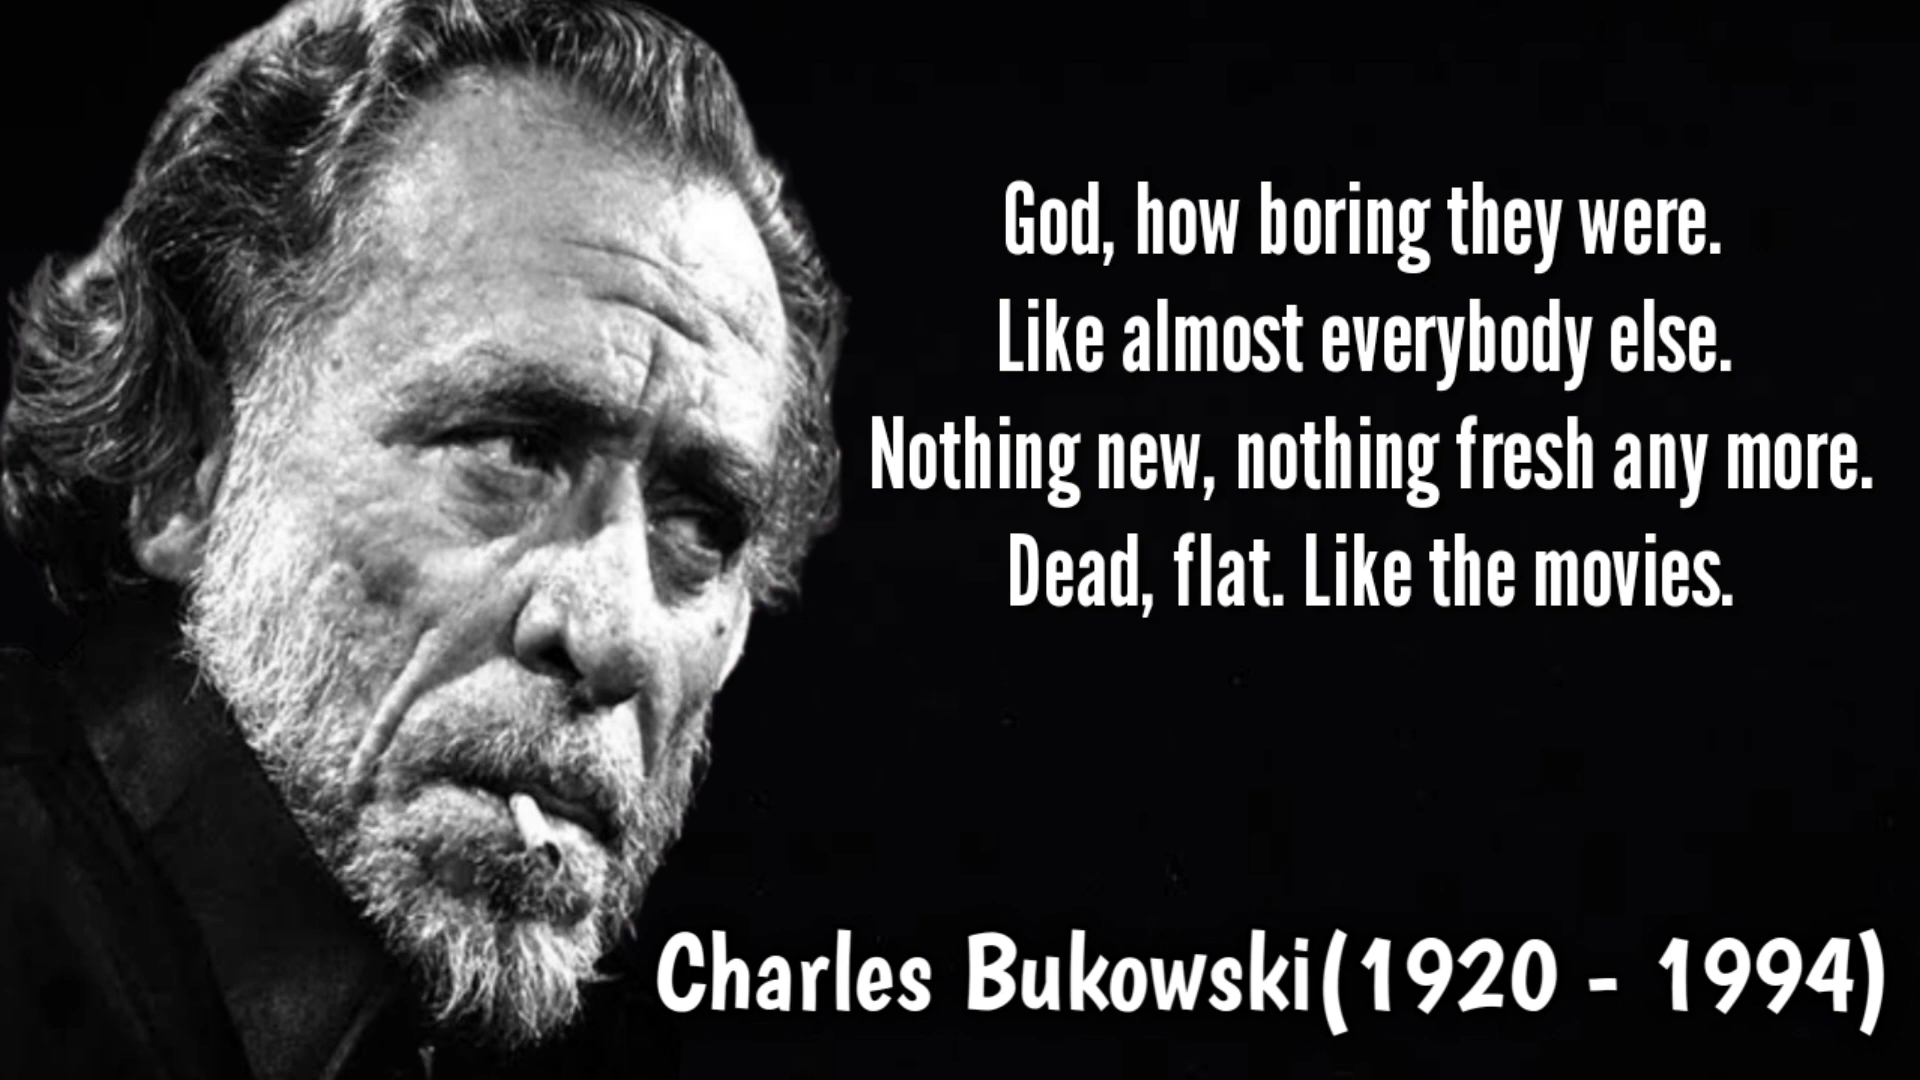 God, how boring they were.
Like almost everybody else.
Nothing new, nothing fresh any more.
Dead, flat. Like the movies.
Charles Bukowski(1920 - 1994)